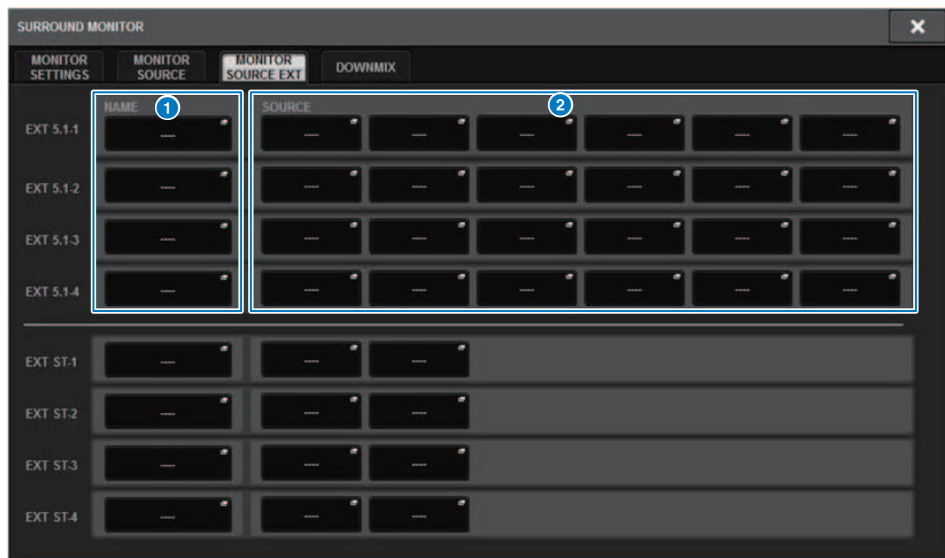 SURROUND MONITOR
MONITOR SETTINGS
MONITOR SOURCE
MONITOR SOURCE EXT
DOWNMIX
NAME 1
SOURCE 2
EXT 5.1-1 ---- ---- ---- ---- ---- ---- ----
EXT 5.1-2 ---- ---- ---- ---- ---- ---- ----
EXT 5.1-3 ---- ---- ---- ---- ---- ---- ----
EXT 5.1-4 ---- ---- ---- ---- ---- ---- ----
EXT ST-1 ---- ---- ----
EXT ST-2 ---- ---- ----
EXT ST-3 ---- ---- ----
EXT ST-4 ---- ---- ----